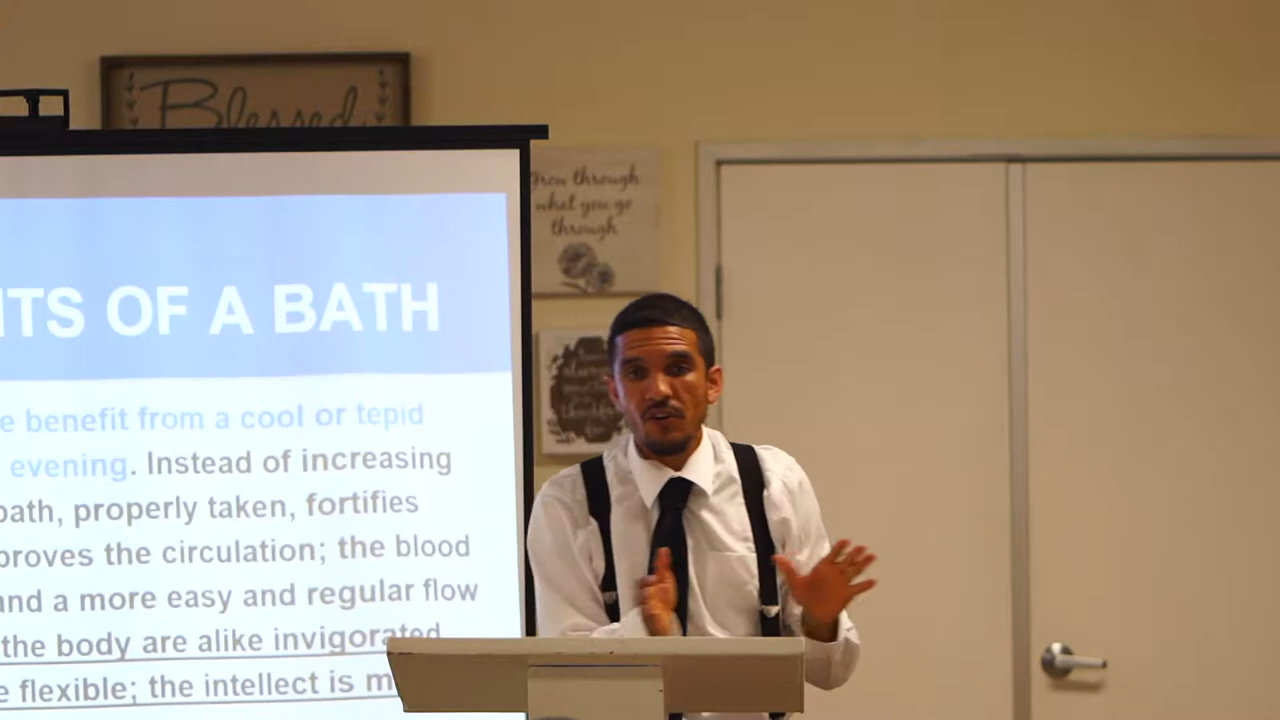 Blessed
Grow through
what you go
through
ITS OF A BATH
e benefit from a cool or tepid
evening. Instead of increasing
bath, properly taken, fortifies
proves the circulation; the blood
and a more easy and regular flow
the body are alike invigorated.
e flexible; the intellect is m